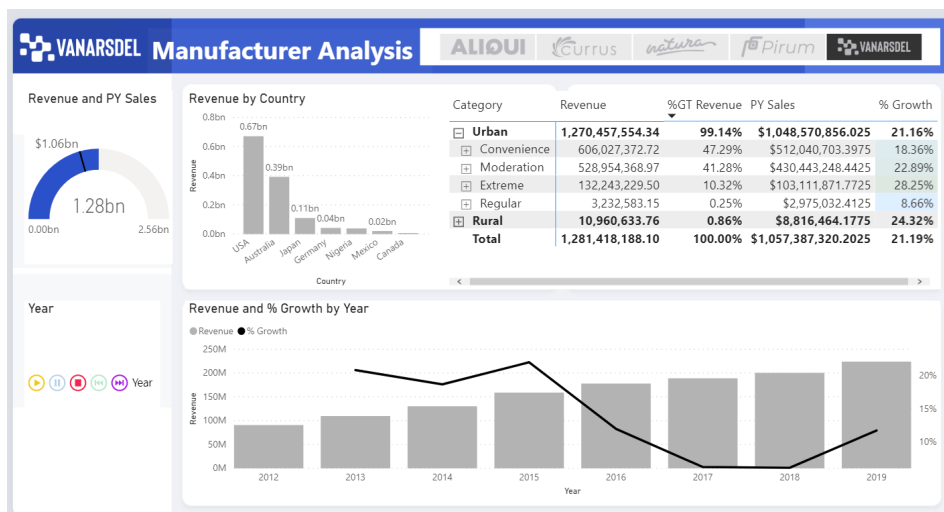 VANARSDEL Manufacturer Analysis
ALIQUI Currus natura Pirum VANARSDEL
Revenue and PY Sales
$1.06bn
1.28bn
0.00bn 2.56bn
Year
Year
Revenue by Country
0.8bn
0.6bn
0.4bn
0.2bn
0.0bn
Revenue
0.67bn
0.39bn
0.11bn
0.04bn
0.02bn
USA Australia Japan Germany Nigeria Mexico Canada
Country
Category Revenue %GT Revenue PY Sales % Growth
Urban 1,270,457,554.34 99.14% $1,048,570,856.025 21.16%
Convenience 606,027,372.72 47.29% $512,040,703.3975 18.36%
Moderation 528,954,368.97 41.28% $430,443,248.4425 22.89%
Extreme 132,243,229.50 10.32% $103,111,871.7725 28.25%
Regular 3,232,583.15 0.25% $2,975,032.4125 8.66%
Rural 10,960,633.76 0.86% $8,816,464.1775 24.32%
Total 1,281,418,188.10 100.00% $1,057,387,320.2025 21.19%
Revenue and % Growth by Year
Revenue % Growth
250M
200M
150M
100M
50M
0M
Revenue
20%
15%
10%
2012 2013 2014 2015 2016 2017 2018 2019
Year